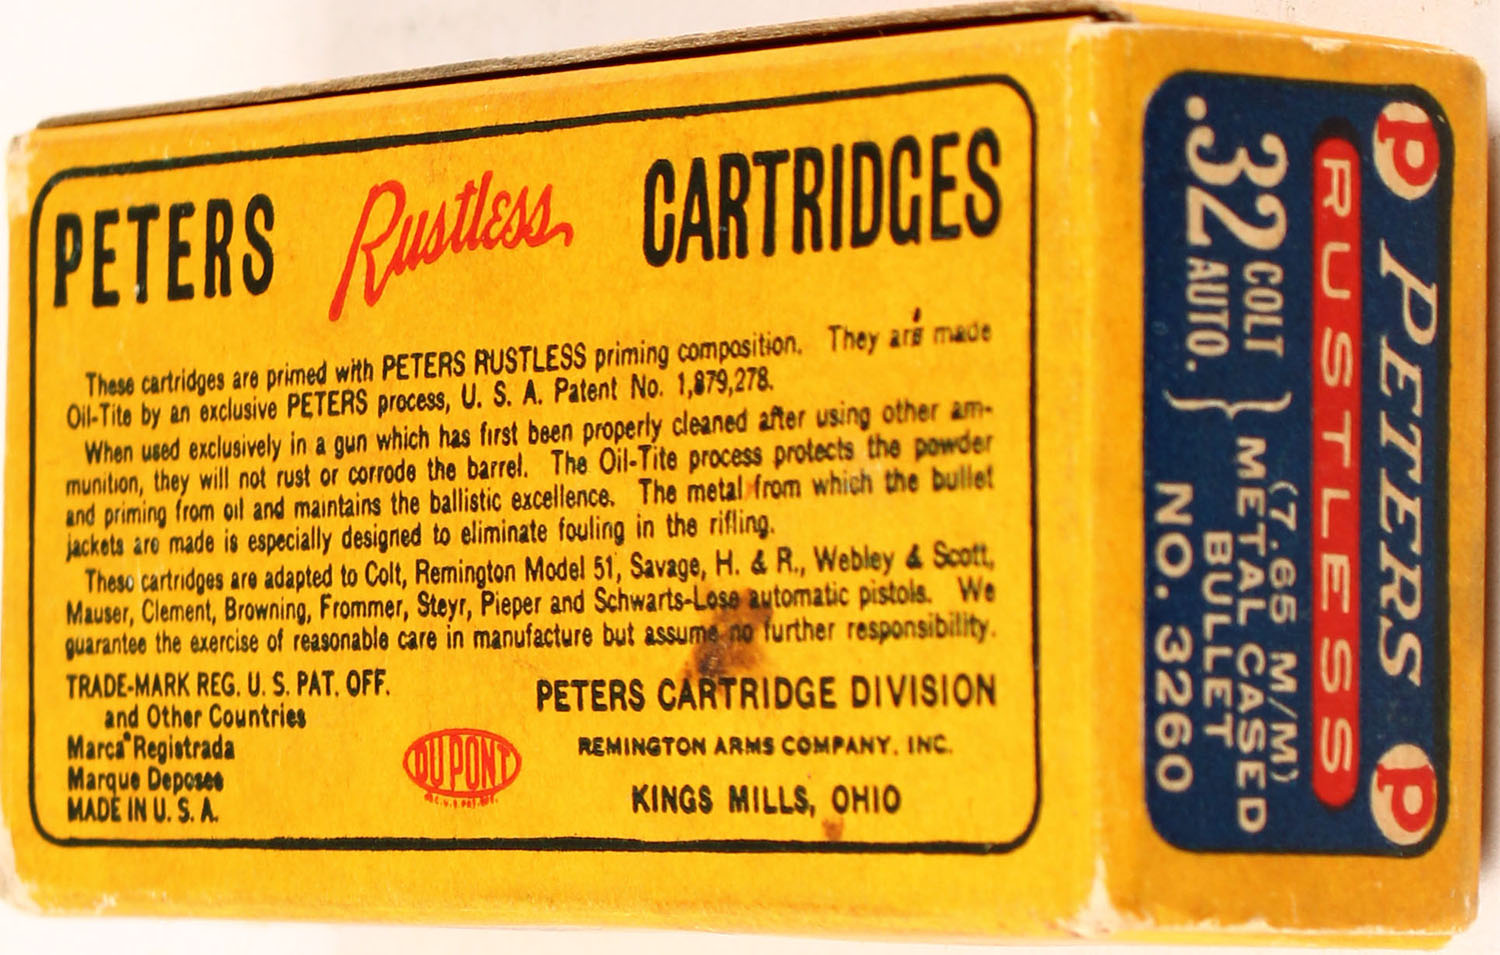 PETERS Rustless CARTRIDGES
These cartridges are primed with PETERS RUSTLESS priming composition. They are made
Oil-Tite by an exclusive PETERS process, U. S. A. Patent No. 1,879,278.
When used exclusively in a gun which has first been properly cleaned after using other am-
munition, they will not rust or corrode the barrel. The Oil-Tite process protects the powder
and priming from oil and maintains the ballistic excellence. The metal from which the bullet
jackets are made is especially designed to eliminate fouling in the rifling.
These cartridges are adapted to Colt, Remington Model 51, Savage, H. & R., Webley & Scott,
Mauser, Clement, Browning, Frommer, Steyr, Pieper and Schwarts-Lose automatic pistols. We
guarantee the exercise of reasonable care in manufacture but assume no further responsibility.
TRADE-MARK REG. U. S. PAT. OFF.
and Other Countries
Marca Registrada
Marque Deposee
MADE IN U. S. A.
DU PONT
REG. U.S. PAT. OFF.
PETERS CARTRIDGE DIVISION
REMINGTON ARMS COMPANY, INC.
KINGS MILLS, OHIO
P PETERS P
RUSTLESS
32 COLT
.32 AUTO.
(7.65 M/M)
METAL CASED
BULLET
NO. 3260